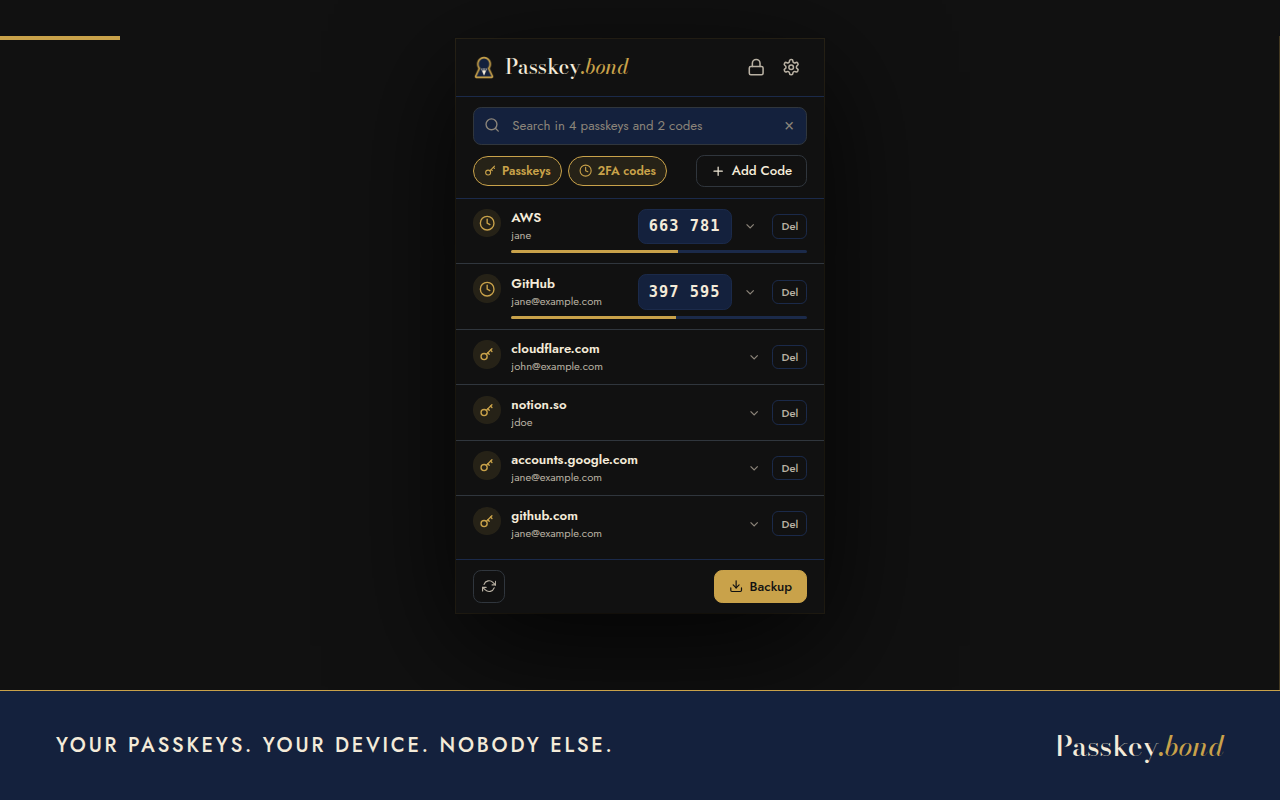 Passkey.bond
Search in 4 passkeys and 2 codes
Passkeys
2FA codes
Add Code
AWS
jane
663 781
Del
GitHub
jane@example.com
397 595
Del
cloudflare.com
john@example.com
Del
notion.so
jdoe
Del
accounts.google.com
jane@example.com
Del
github.com
jane@example.com
Del
Backup
YOUR PASSKEYS. YOUR DEVICE. NOBODY ELSE.
Passkey.bond